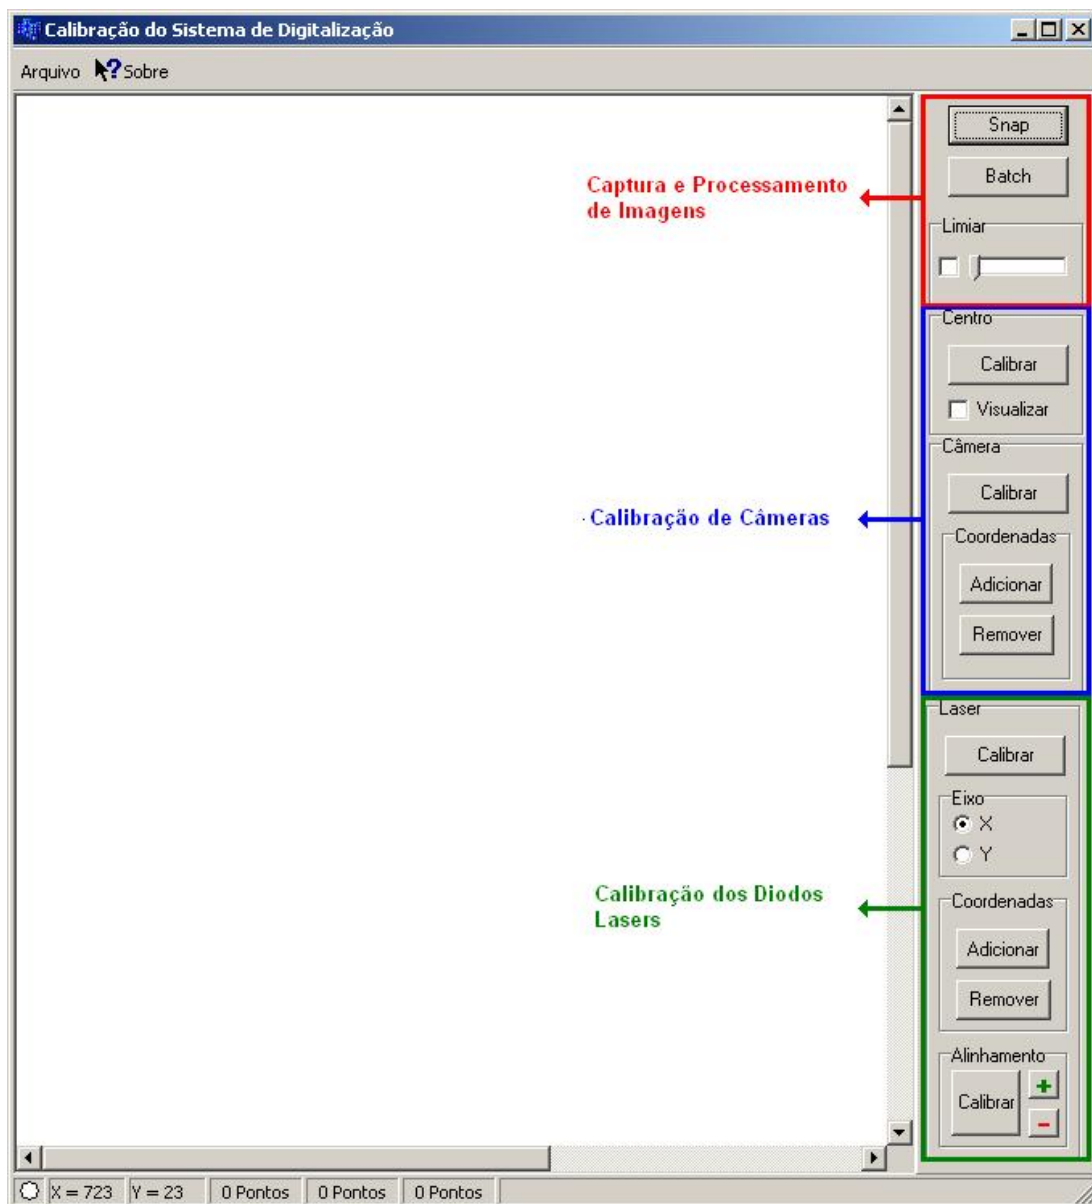 Calibração do Sistema de Digitalização
Arquivo ? Sobre
Snap
Batch
Captura e Processamento
de Imagens
Limiar
Centro
Calibrar
Visualizar
Câmera
Calibrar
Calibração de Câmeras
Coordenadas
Adicionar
Remover
Laser
Calibrar
Eixo
X
Y
Calibração dos Diodos
Lasers
Coordenadas
Adicionar
Remover
Alinhamento
Calibrar
+
-
X = 723 Y = 23 0 Pontos 0 Pontos 0 Pontos